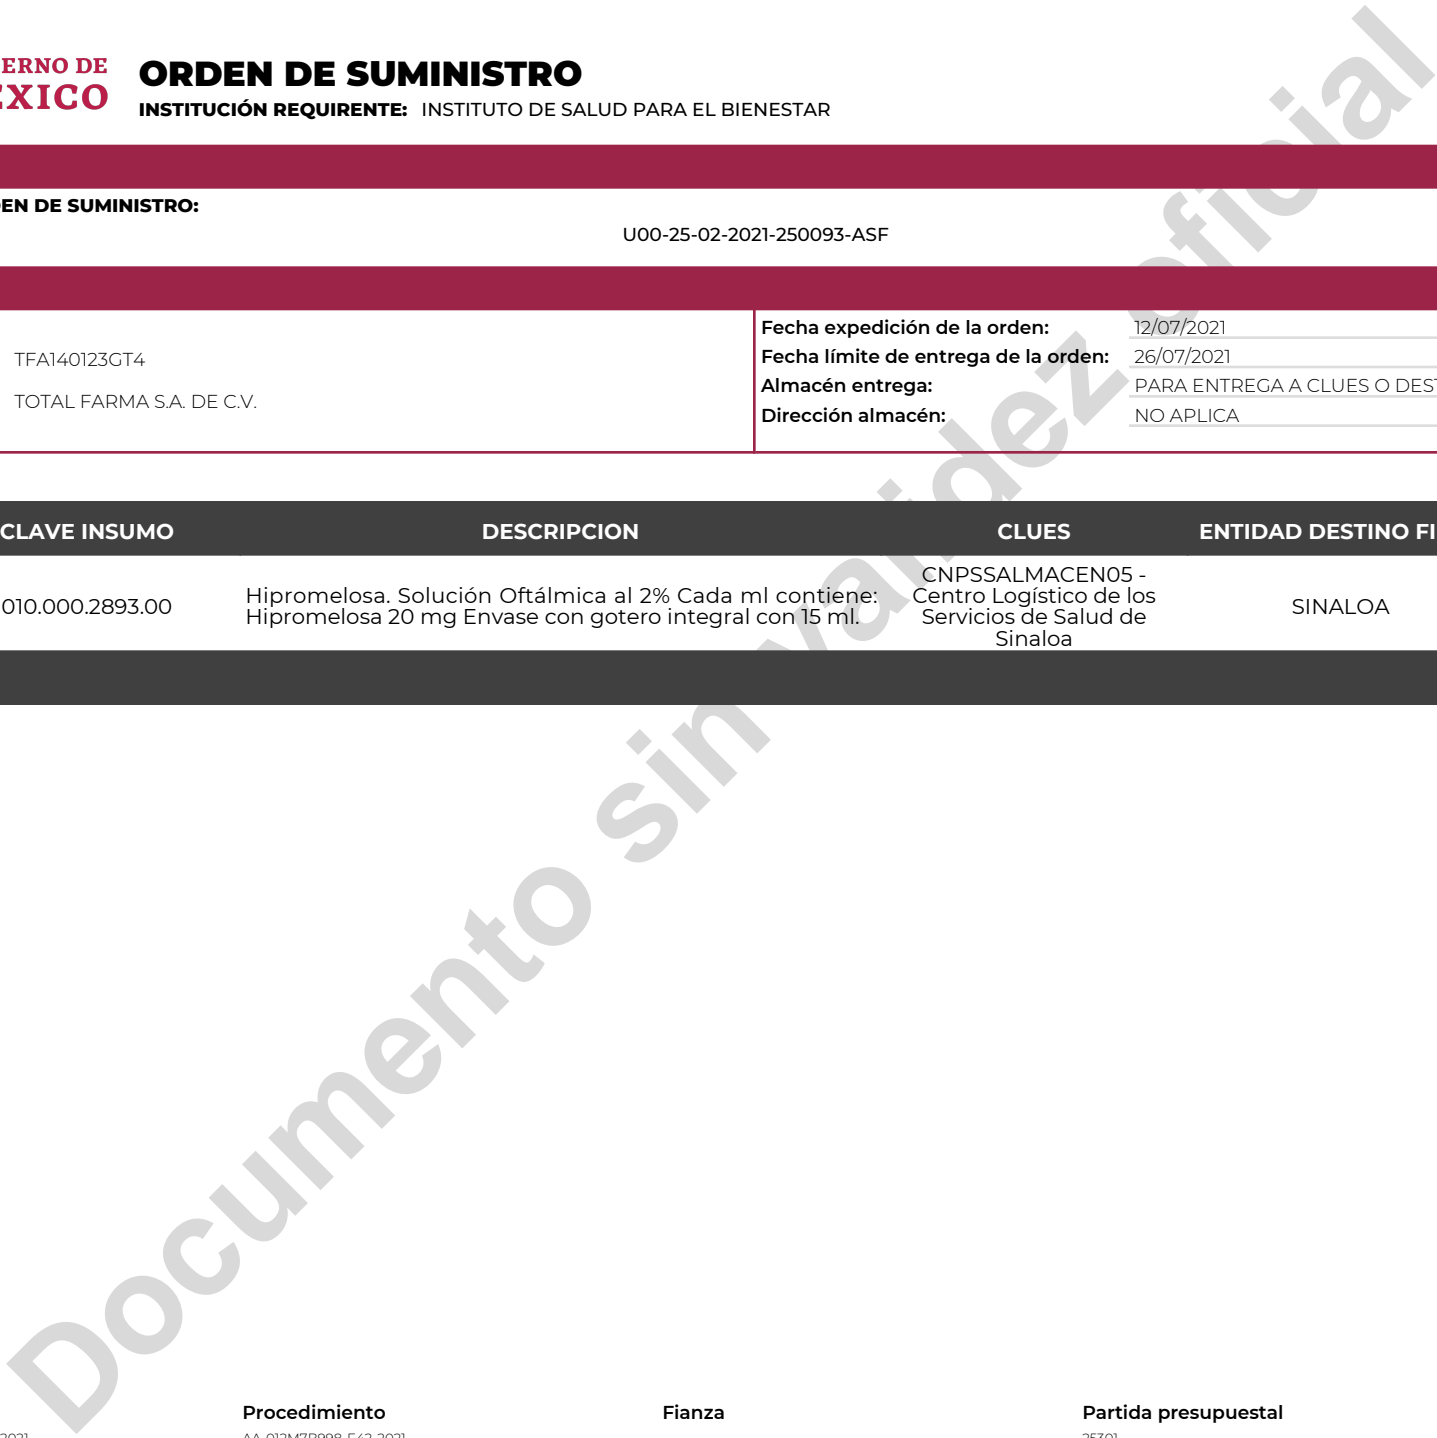 ERNO DE
EXICO
ORDEN DE SUMINISTRO
INSTITUCIÓN REQUIRENTE: INSTITUTO DE SALUD PARA EL BIENESTAR
EN DE SUMINISTRO:
U00-25-02-2021-250093-ASF
TFA140123GT4
TOTAL FARMA S.A. DE C.V.
Fecha expedición de la orden: 12/07/2021
Fecha límite de entrega de la orden: 26/07/2021
Almacén entrega: PARA ENTREGA A CLUES O DEST
Dirección almacén: NO APLICA
CLAVE INSUMO DESCRIPCION CLUES ENTIDAD DESTINO FI
010.000.2893.00
Hipromelosa. Solución Oftálmica al 2% Cada ml contiene:
Hipromelosa 20 mg Envase con gotero integral con 15 ml.
CNPSSALMACEN05 -
Centro Logístico de los
Servicios de Salud de
Sinaloa
SINALOA
Documento sin validez oficial
Procedimiento Fianza Partida presupuestal